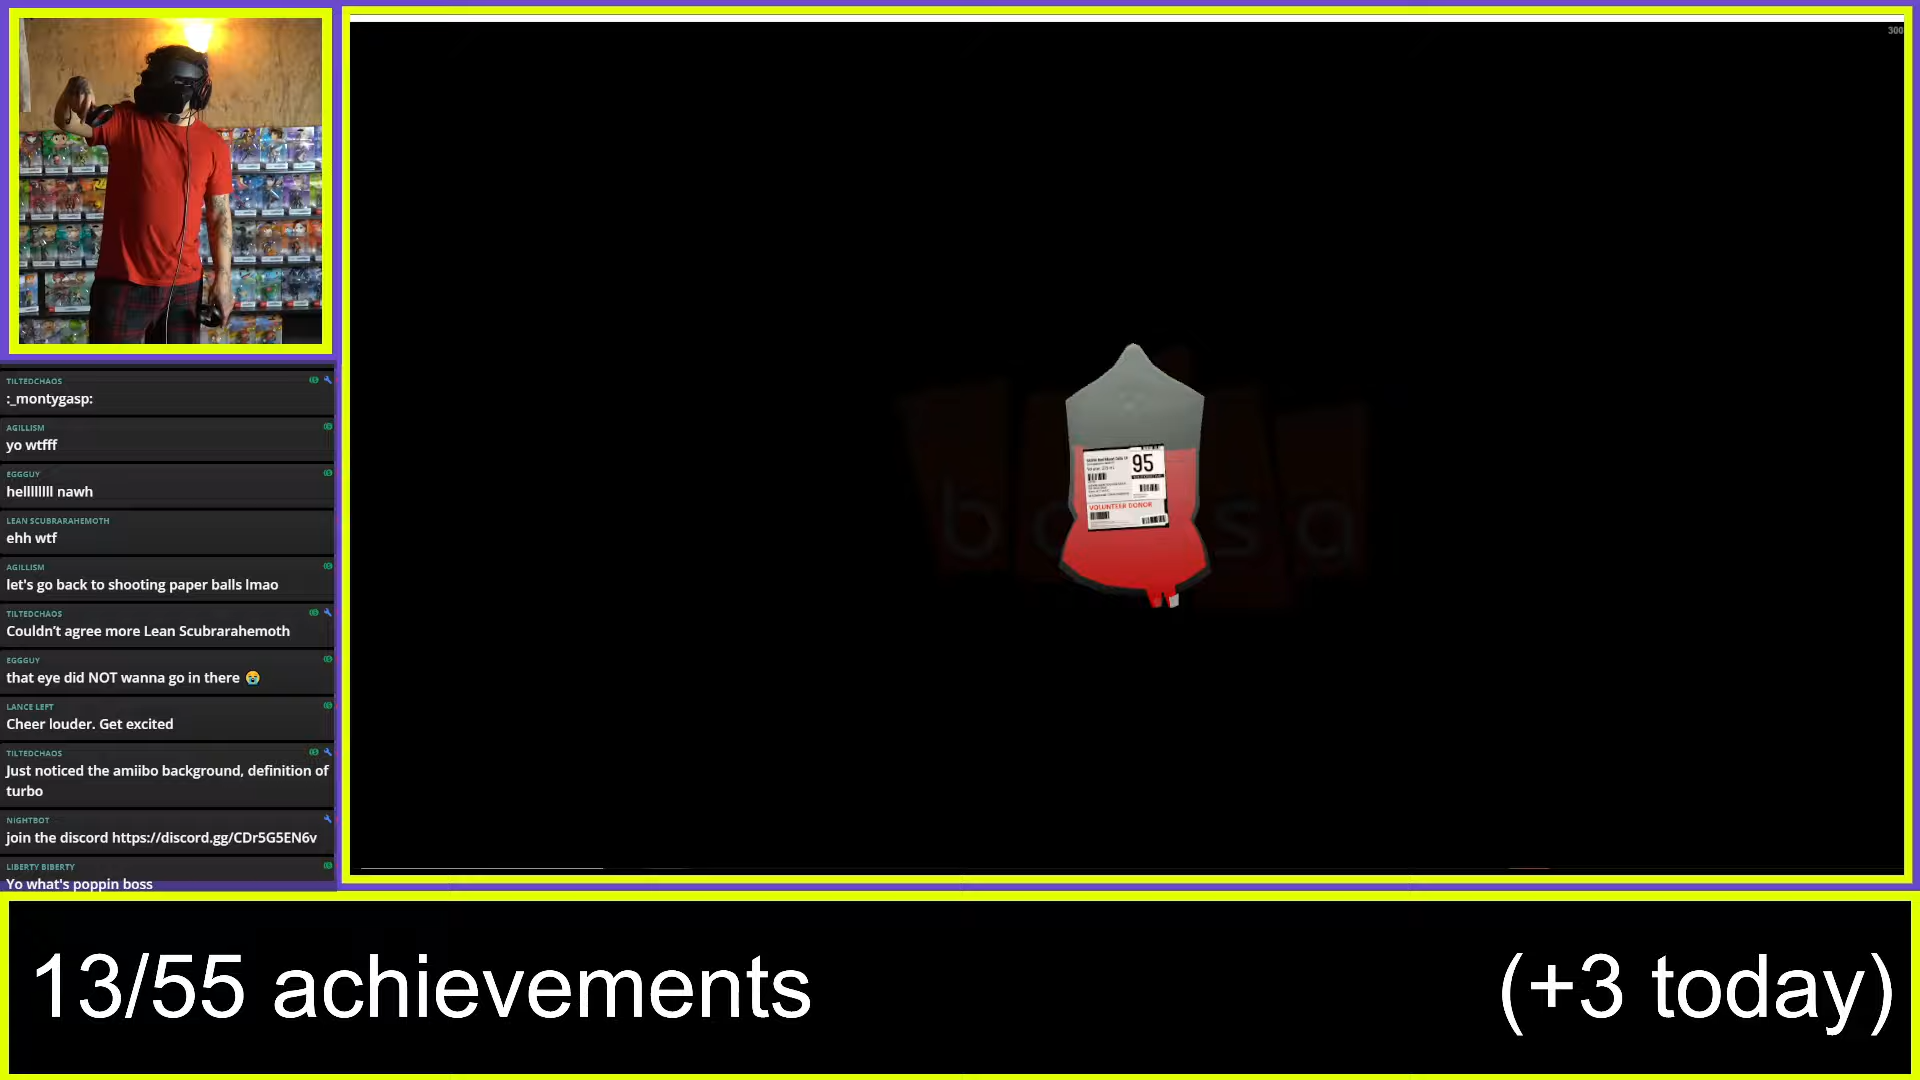 300
TILTEDCHAOS
:_montygasp:
AGILLISM
yo wtfff
EGGGUY
hellllllll nawh
LEAN SCUBRARAHEMOTH
ehh wtf
AGILLISM
let's go back to shooting paper balls lmao
TILTEDCHAOS
Couldn't agree more Lean Scubrarahemoth
EGGGUY
that eye did NOT wanna go in there 😭
LANCE LEFT
Cheer louder. Get excited
TILTEDCHAOS
Just noticed the amiibo background, definition of
turbo
NIGHTBOT
join the discord https://discord.gg/CDr5G5EN6v
LIBERTY BIBERTY
Yo what's poppin boss
95
VOLUNTEER DONOR
13/55 achievements
(+3 today)